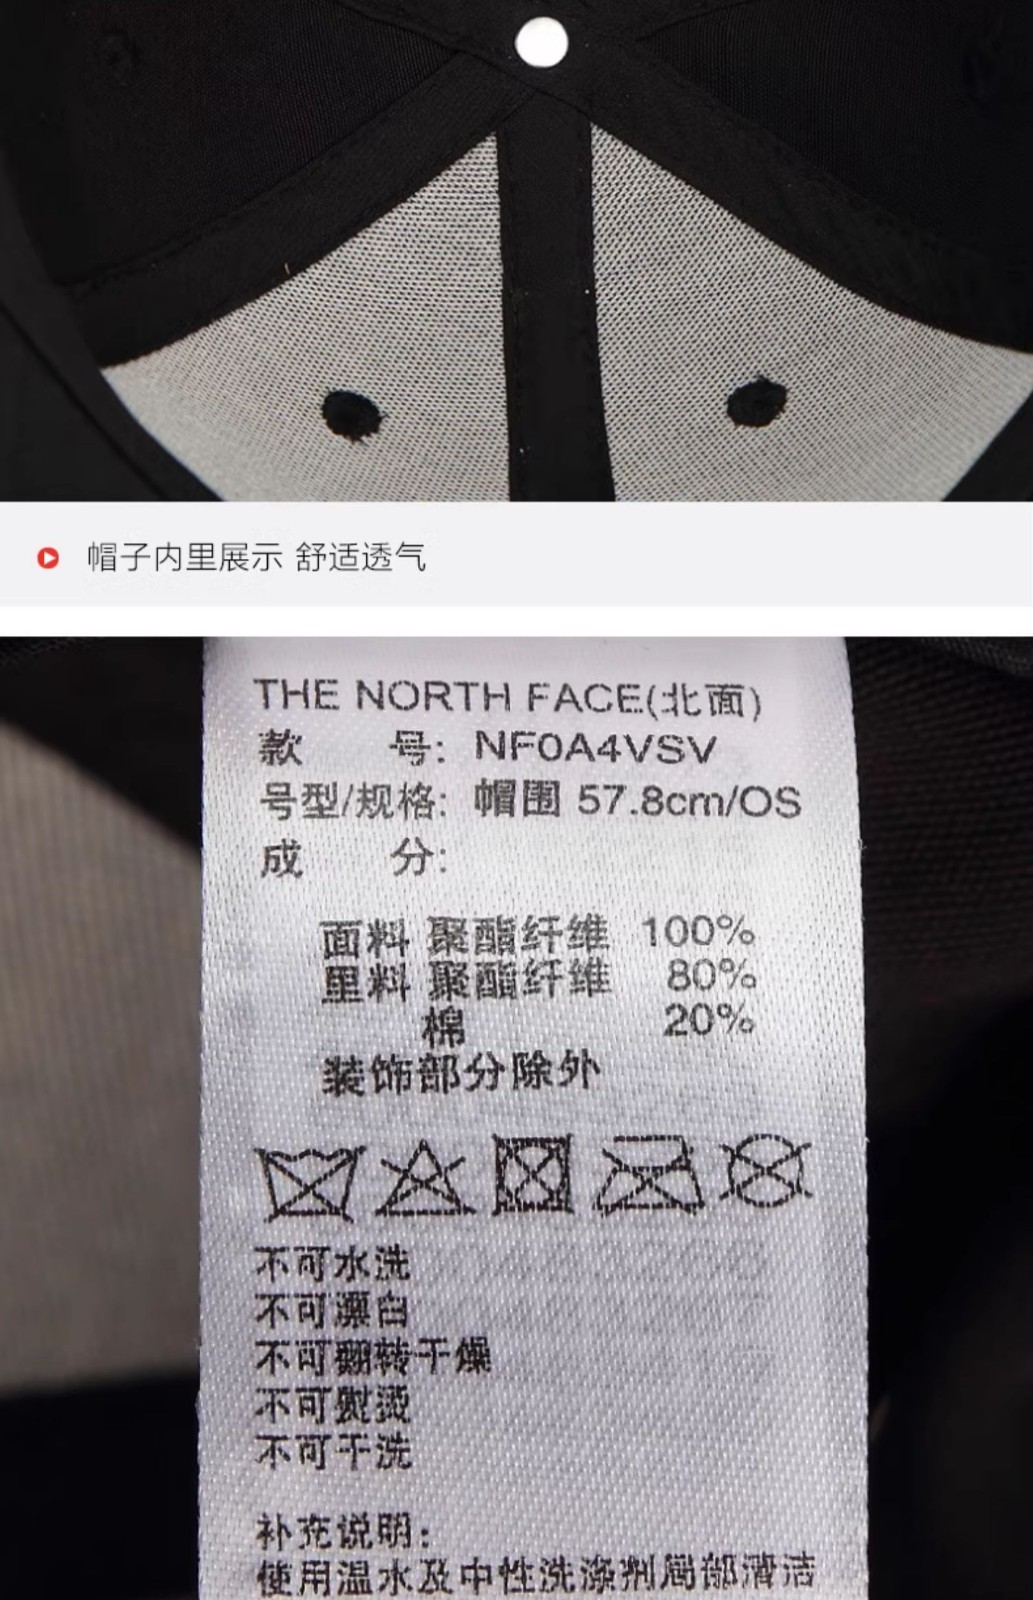 帽子内里展示 舒适透气
THE NORTH FACE(北面)
款 号: NF0A4VSV
号型/规格: 帽围 57.8cm/OS
成 分:
面料 聚酯纤维 100%
里料 聚酯纤维 80%
棉 20%
装饰部分除外
不可水洗
不可漂白
不可翻转干燥
不可熨烫
不可干洗
补充说明:
使用温水及中性洗涤剂局部清洁